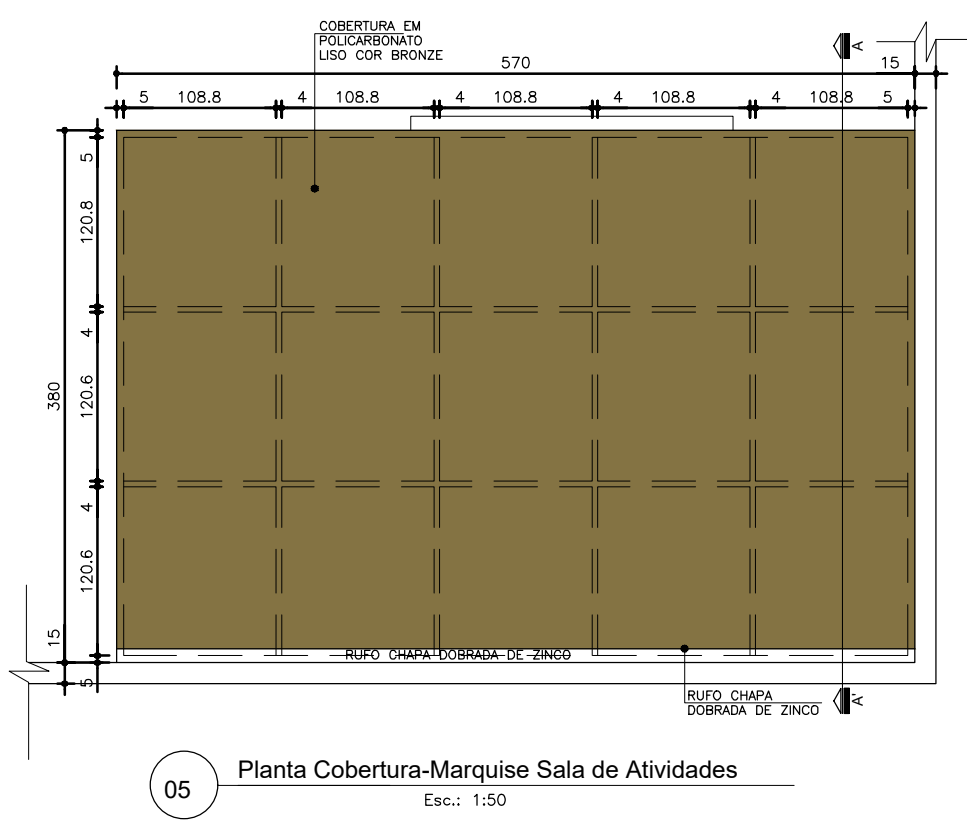 COBERTURA EM
POLICARBONATO
LISO COR BRONZE
A
570
15
5 108.8 4 108.8 4 108.8 4 108.8 4 108.8 5
5
120.8
4
380
120.6
4
120.6
15
5
RUFO CHAPA DOBRADA DE ZINCO
RUFO CHAPA
DOBRADA DE ZINCO
A'
05
Planta Cobertura-Marquise Sala de Atividades
Esc.: 1:50